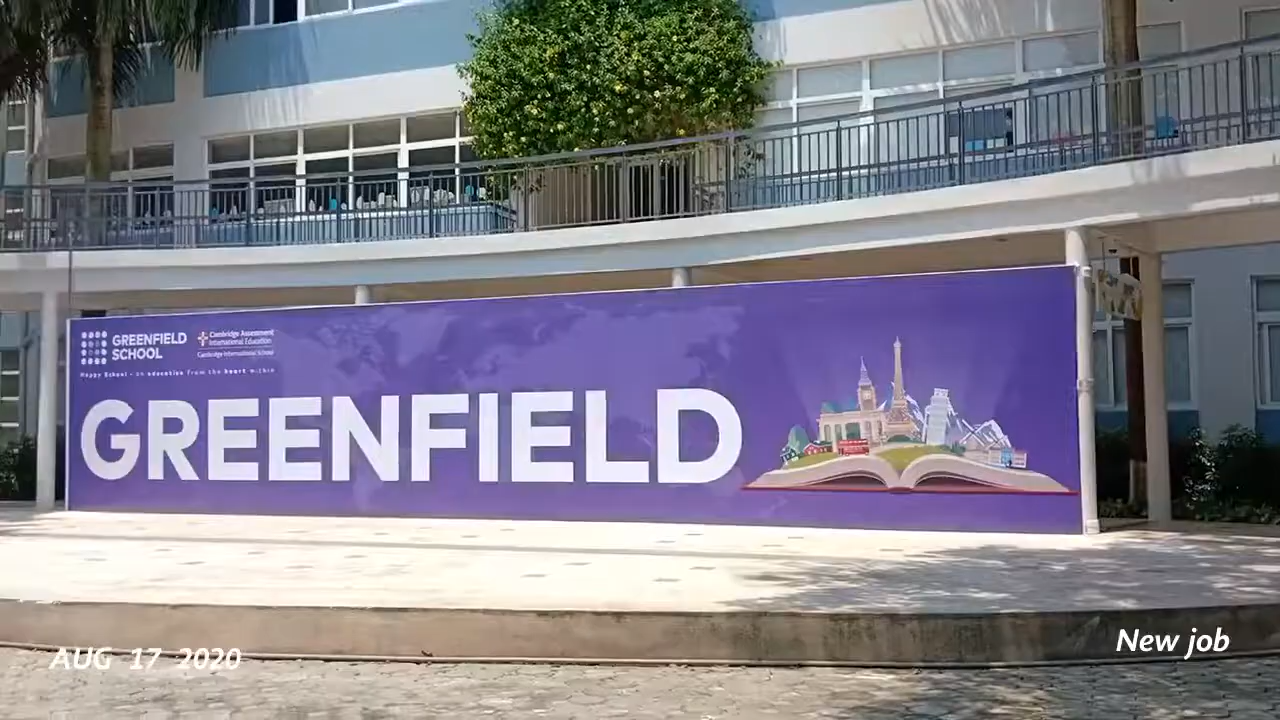 GREENFIELD
SCHOOL
Cambridge Assessment
International Education
Cambridge International School
Happy School - an education from the heart within
GREENFIELD
AUG 17 2020
New job